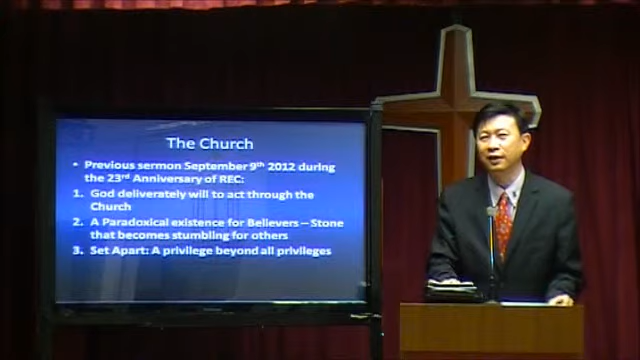 The Church
• Previous sermon September 9th 2012 during
the 23rd Anniversary of REC:
1. God deliverately will to act through the
Church
2. A Paradoxical existence for Believers – Stone
that becomes stumbling for others
3. Set Apart: A privilege beyond all privileges